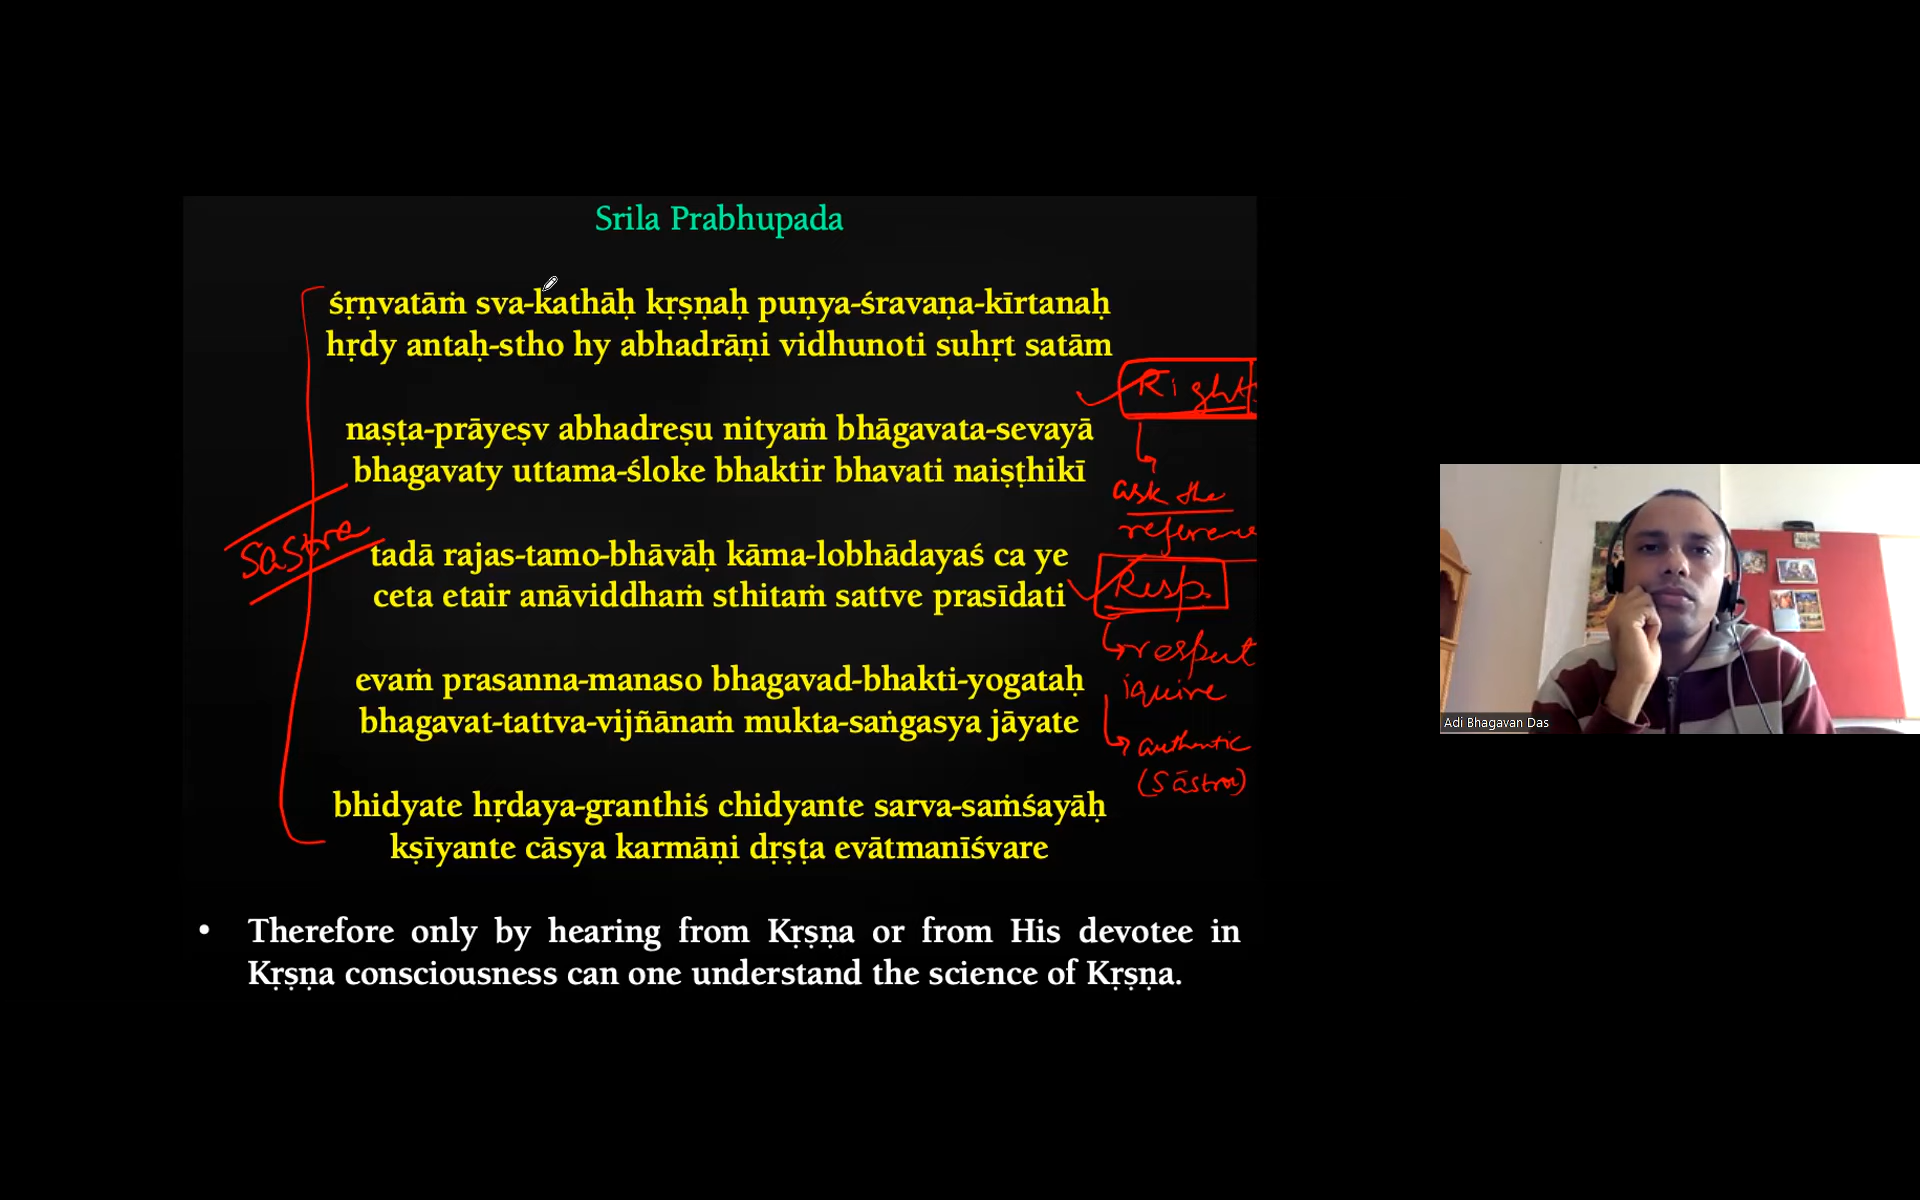 Srila Prabhupada
śrṇvatāṁ sva-kathāḥ kṛṣṇaḥ puṇya-śravaṇa-kīrtanaḥ
hṛdy antaḥ-stho hy abhadrāṇi vidhunoti suhṛt satām
Right
naṣṭa-prāyeṣv abhadreṣu nityaṁ bhāgavata-sevayā
bhagavaty uttama-śloke bhaktir bhavati naiṣṭhikī
ask the
reference
Sastra
tadā rajas-tamo-bhāvāḥ kāma-lobhādayaś ca ye
ceta etair anāviddhaṁ sthitaṁ sattve prasīdati
Resp.
respect
iquire
evaṁ prasanna-manaso bhagavad-bhakti-yogataḥ
bhagavat-tattva-vijñānaṁ mukta-saṅgasya jāyate
authentic
(Sāstra)
bhidyate hṛdaya-granthiś chidyante sarva-saṁśayāḥ
kṣīyante cāsya karmāṇi dṛṣṭa evātmanīśvare
• Therefore only by hearing from Kṛṣṇa or from His devotee in
Kṛṣṇa consciousness can one understand the science of Kṛṣṇa.
Adi Bhagavan Das